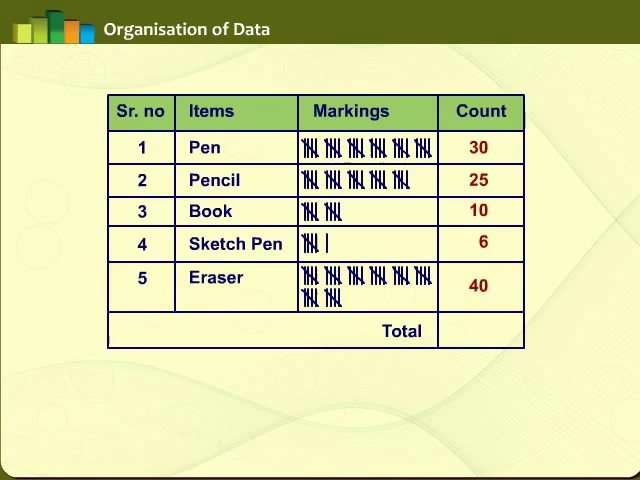 Organisation of Data
Sr. no Items Markings Count
1 Pen 30
2 Pencil 25
3 Book 10
4 Sketch Pen 6
5 Eraser 40
Total